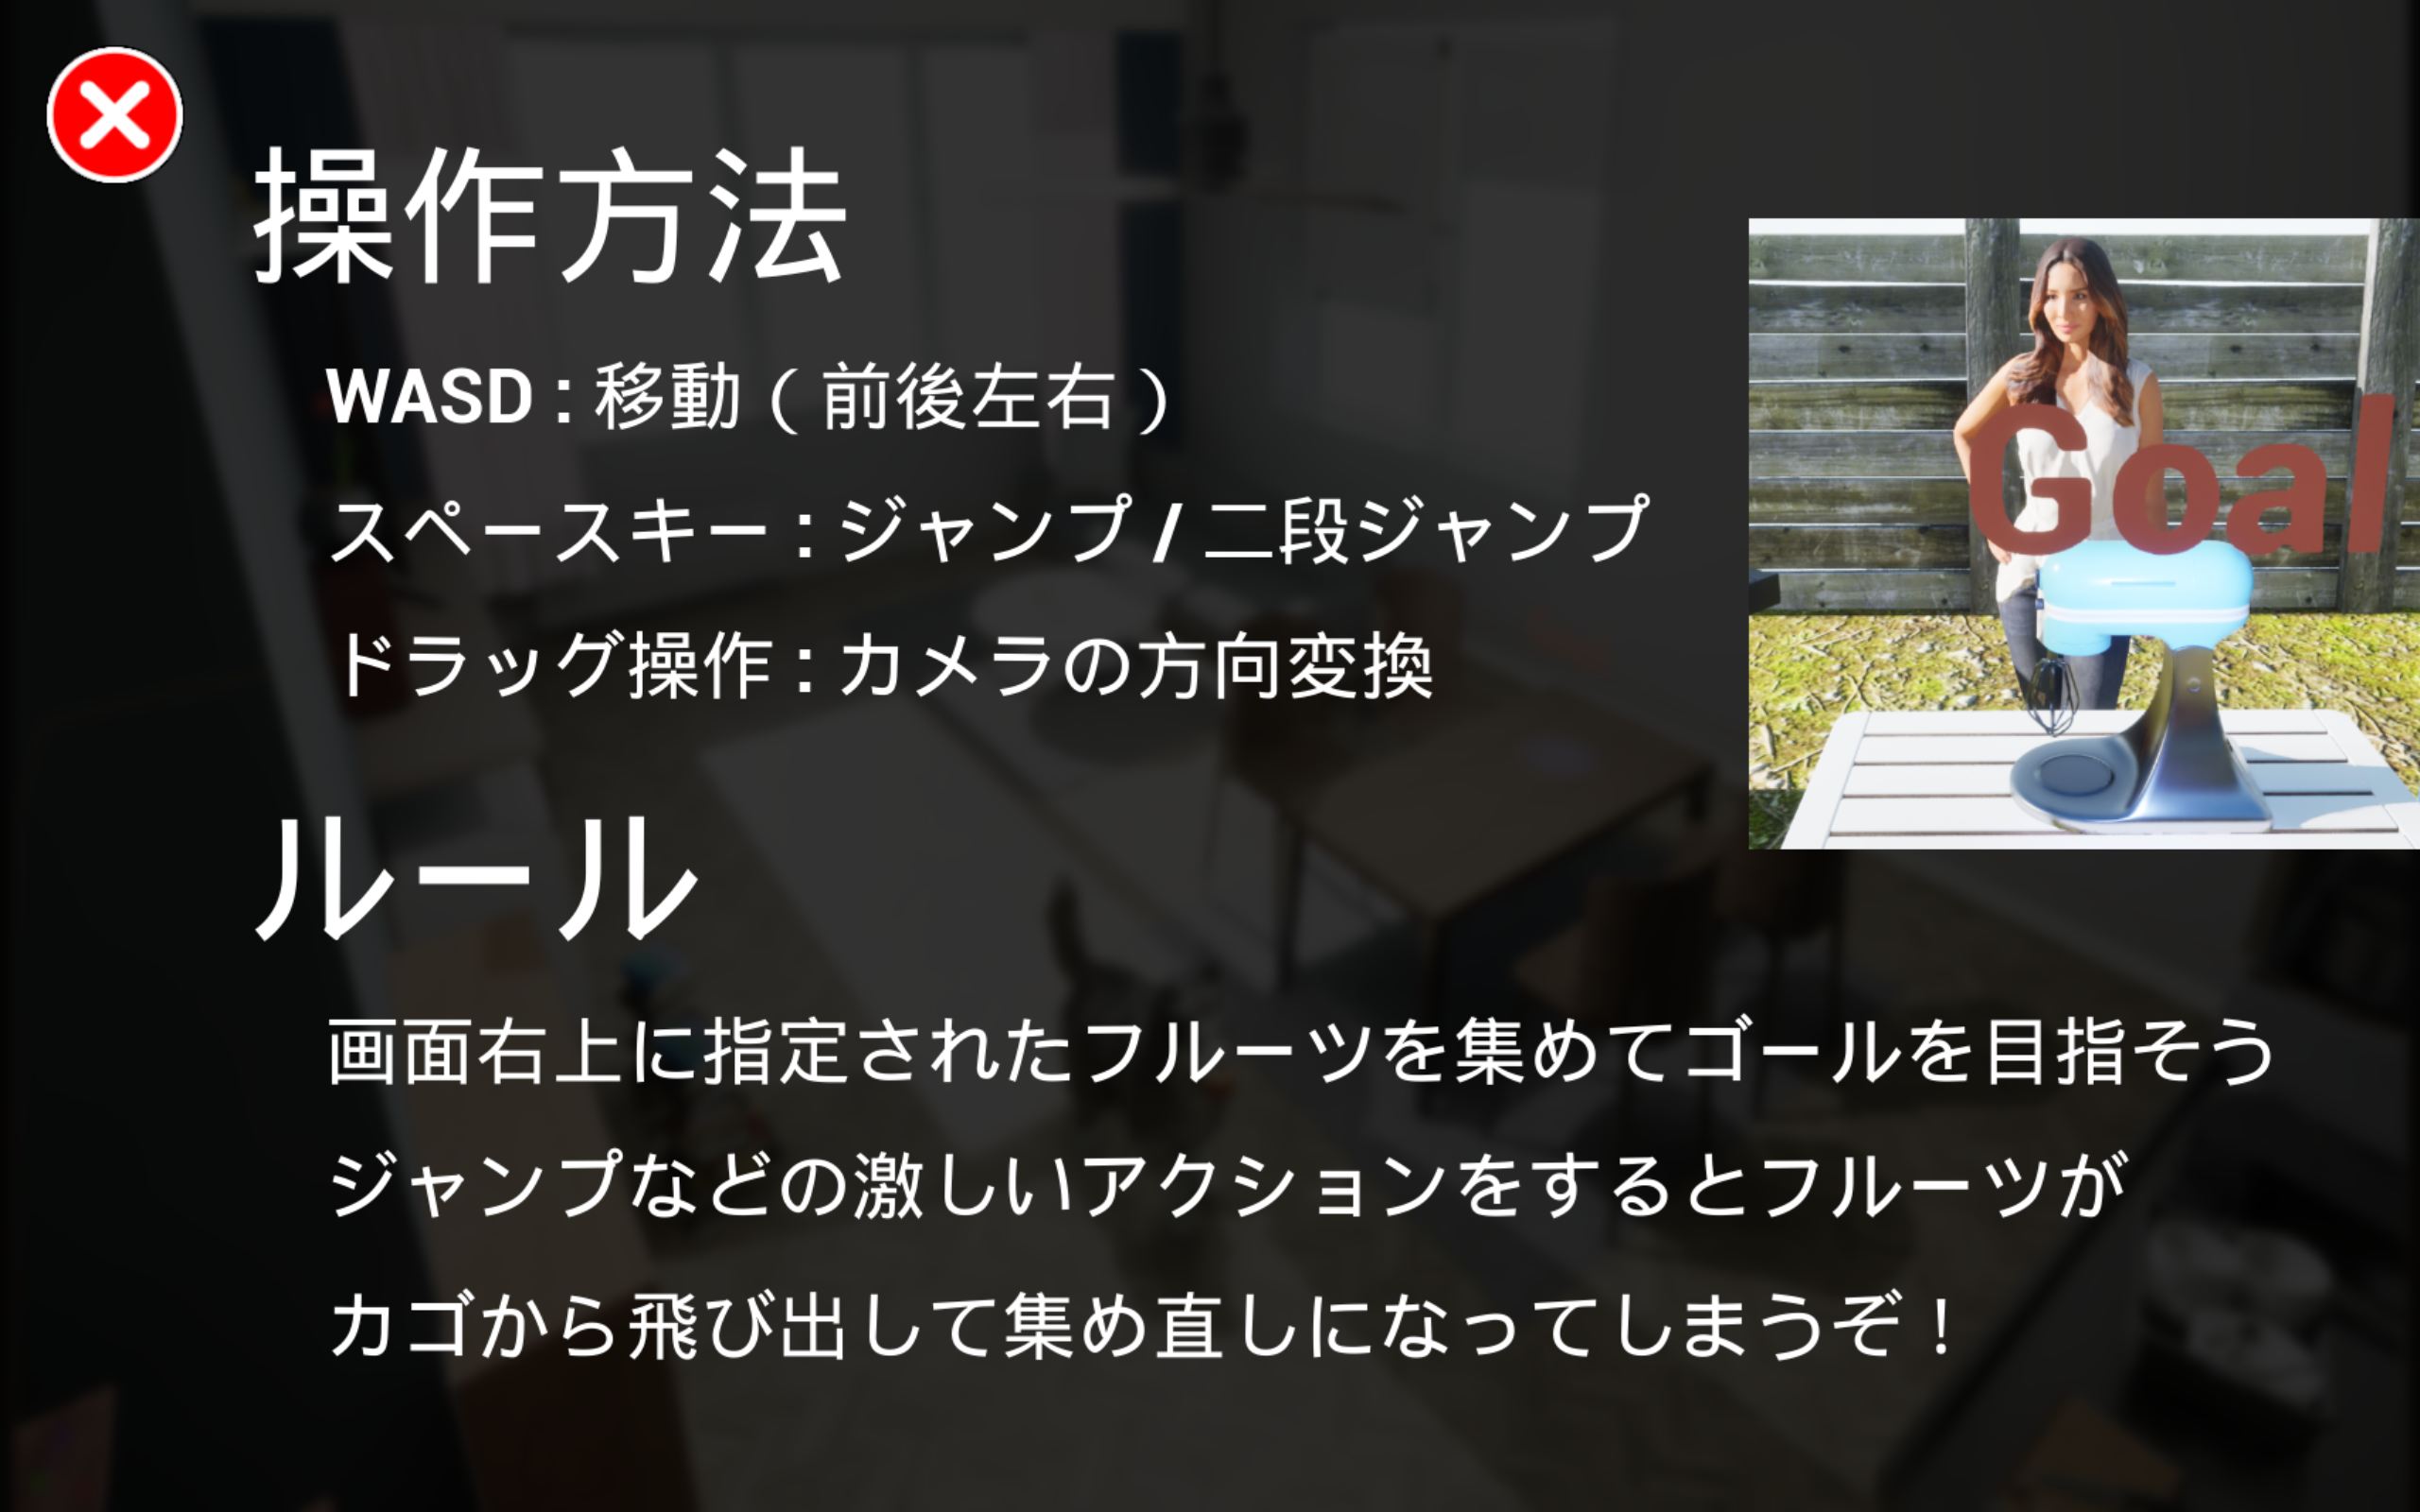 操作方法
WASD : 移動 ( 前後左右 )
スペースキー : ジャンプ / 二段ジャンプ
ドラッグ操作 : カメラの方向変換
Goal
ルール
画面右上に指定されたフルーツを集めてゴールを目指そう
ジャンプなどの激しいアクションをするとフルーツが
カゴから飛び出して集め直しになってしまうぞ！